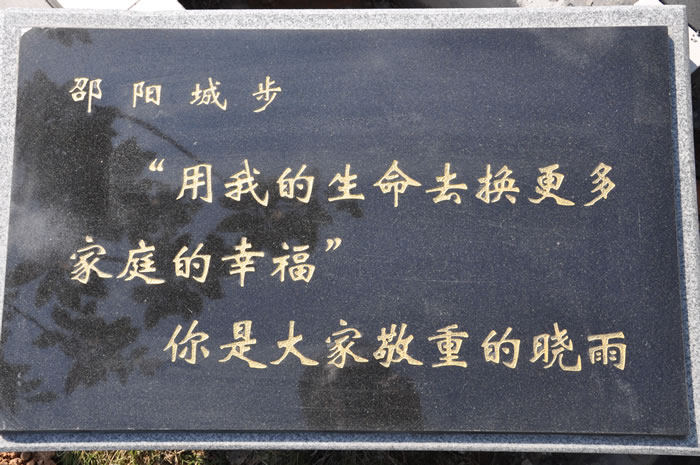 邵阳城步
“用我的生命去换更多
家庭的幸福”
你是大家敬重的晓雨